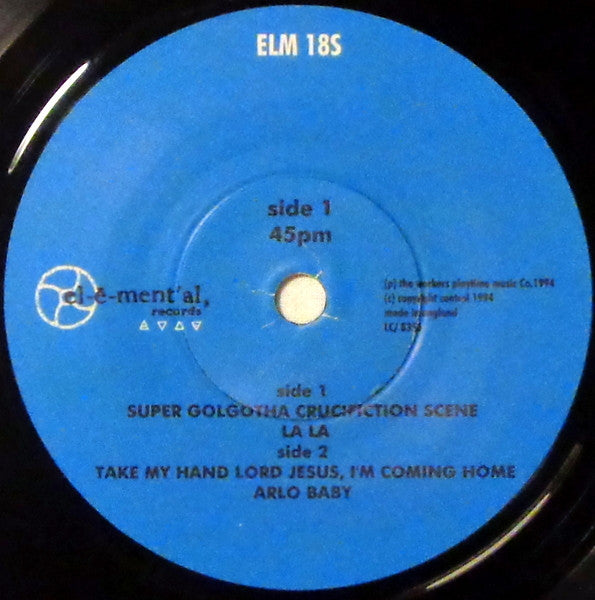 ELM 18S
side 1
45pm
el-ē-ment'al,
records
(p) the workers playtime music Co.1994
(c) copyright control 1994
made in england
LC/ 835
side 1
SUPER GOLGOTHA CRUCIFICTION SCENE
LA LA
side 2
TAKE MY HAND LORD JESUS, I'M COMING HOME
ARLO BABY